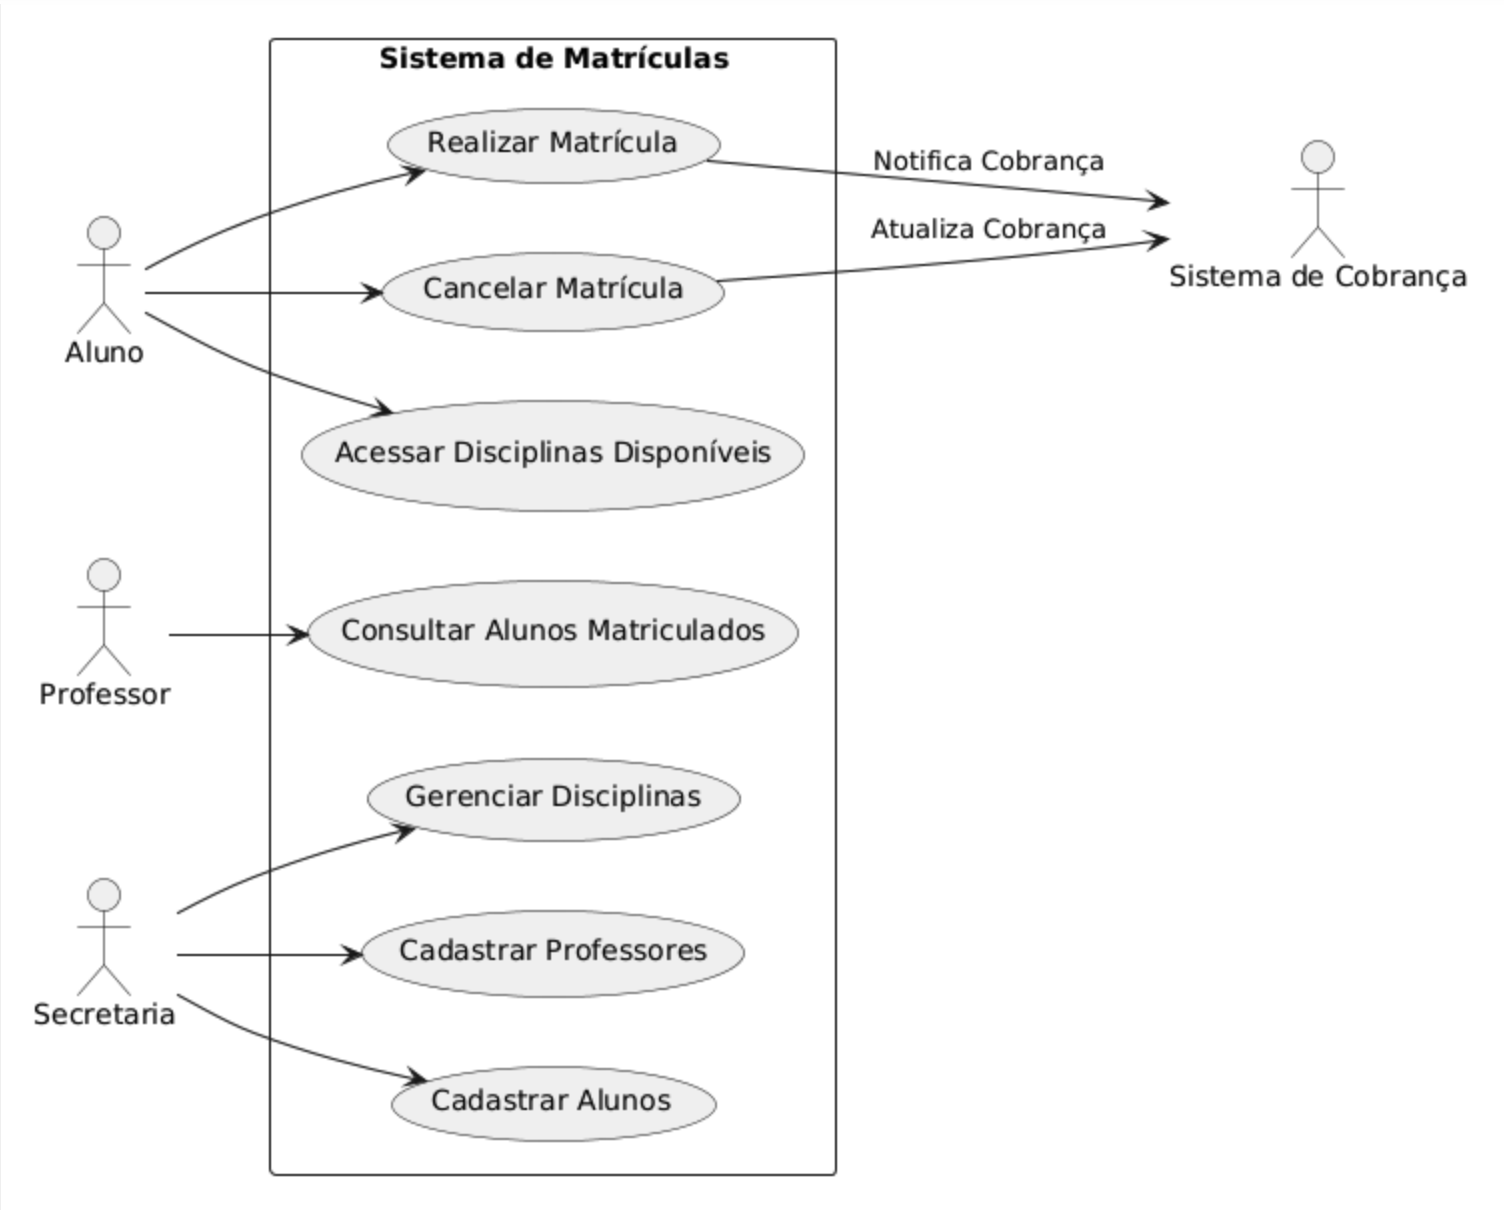 Sistema de Matrículas
Realizar Matrícula
Notifica Cobrança
Atualiza Cobrança
Sistema de Cobrança
Cancelar Matrícula
Aluno
Acessar Disciplinas Disponíveis
Consultar Alunos Matriculados
Professor
Gerenciar Disciplinas
Cadastrar Professores
Secretaria
Cadastrar Alunos